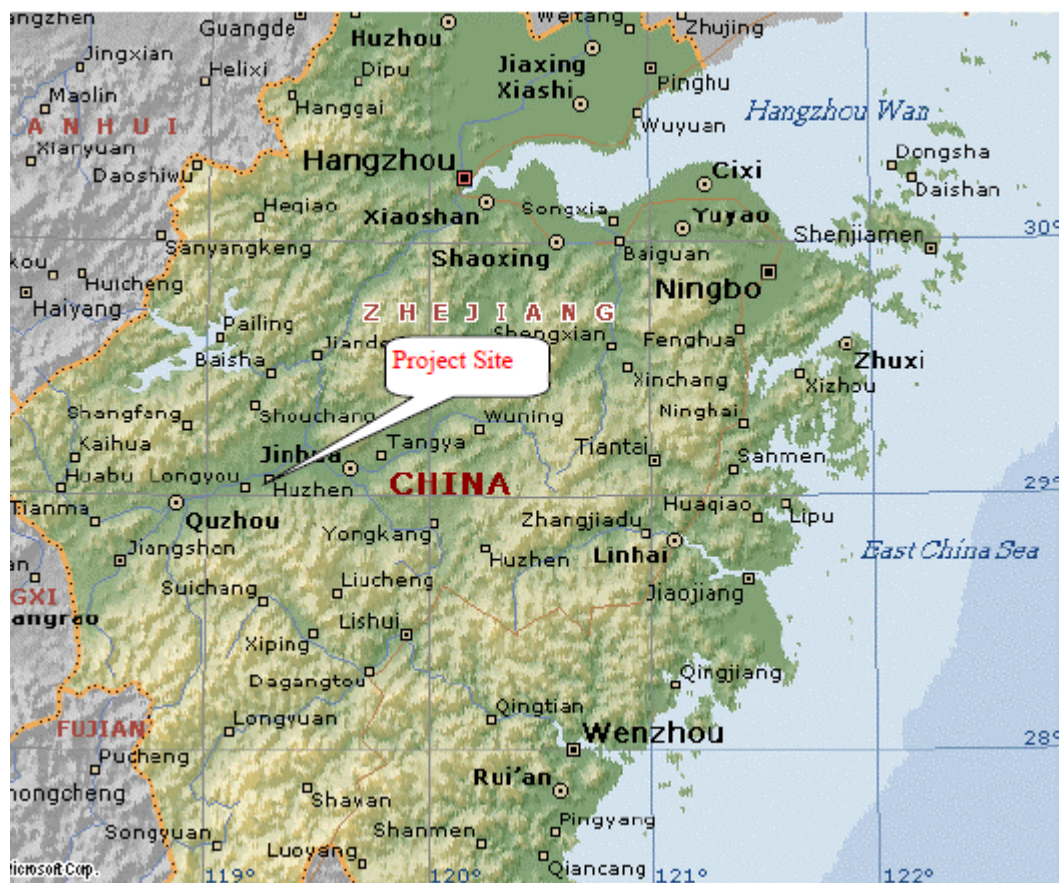 Guangde
Huzhou
Weitang
Zhujing
Jingxian
Helixi
Dipu
Jiaxing
Xiashi
Pinghu
Maolin
Hanggai
Wuyuan
Hangzhou Wan
ANHUI
Xianyuan
Daoshiwu
Hangzhou
Cixi
Dongsha
Daishan
Xiaoshan
Songxia
Yuyao
Heqiao
Sanyangkeng
Shaoxing
Baiguan
Shenjiamen
30°
Huicheng
Haiyang
Ningbo
ZHEJIANG
Pailing
Shengxian
Fenghua
Baisha
Project Site
Zhuxi
Xinchang
Xizhou
Shangfang
Shouchang
Wuning
Ninghai
Kaihua
Jinhua
Tangya
Tiantai
Sanmen
Huabu
Longyou
Huzhen
CHINA
29°
Tianma
Quzhou
Yongkang
Zhangjiadu
Huaqiao
Lipu
Jiangshan
Huzhen
Linhai
East China Sea
GXI
angrao
Suichang
Liucheng
Jiaojiang
Lishui
Xiping
Dagangtou
Qingjiang
FUJIAN
Longyuan
Qingtian
Wenzhou
28°
Pucheng
Rui'an
hongcheng
Shawan
Songyuan
Shanmen
Pingyang
Luoyang
Qiancang
119°
120°
121°
122°